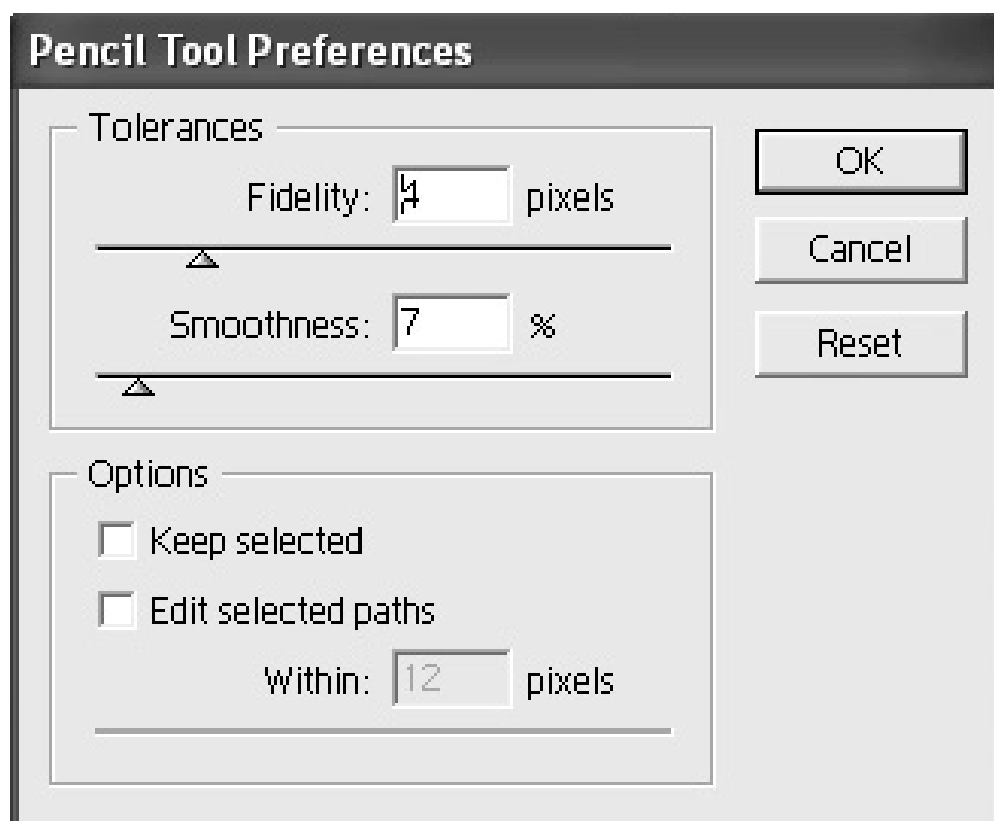 Pencil Tool Preferences
Tolerances
Fidelity: 4 pixels
Smoothness: 7 %
Options
Keep selected
Edit selected paths
Within: 12 pixels
OK
Cancel
Reset